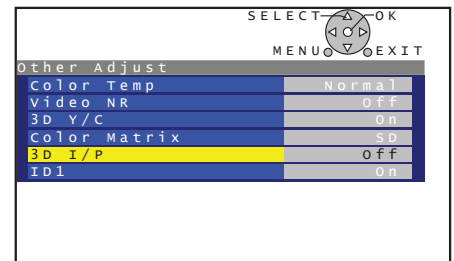 SELECT OK
MENU EXIT
Other Adjust
Color Temp Normal
Video NR Off
3D Y/C On
Color Matrix SD
3D I/P Off
ID1 On